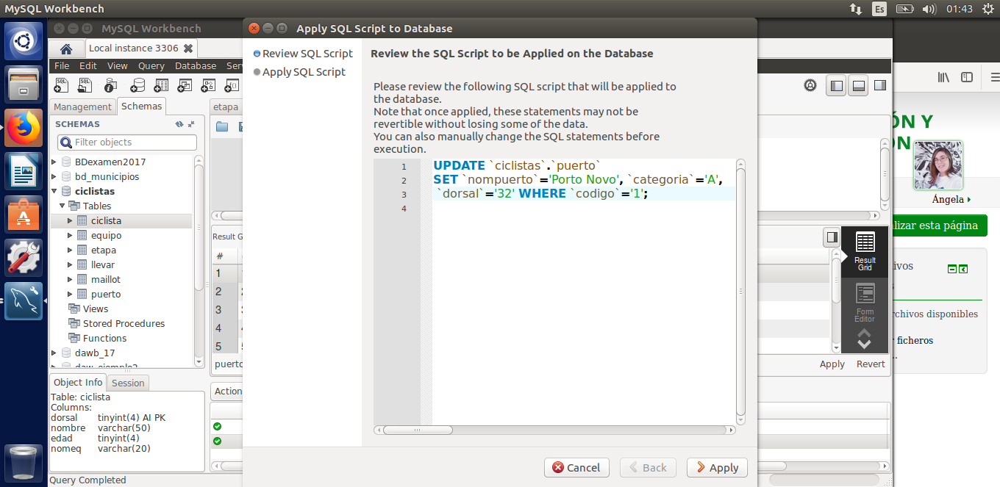 MySQL Workbench
Es
01:43
MySQL Workbench
Local instance 3306
File Edit View Query Database
Management
Schemas
SCHEMAS
Filter objects
BDexamen2017
bd_municipios
ciclistas
Tables
ciclista
equipo
etapa
llevar
maillot
puerto
Views
Stored Procedures
Functions
dawb_17
Object Info
Session
Table: ciclista
Columns:
dorsal tinyint(4) AI PK
nombre varchar(50)
edad tinyint(4)
nomeq varchar(20)
Query Completed
etapa
Result G
#
1
2
3
4
5
puerto
Action
Apply SQL Script to Database
Review SQL Script
Apply SQL Script
Review the SQL Script to be Applied on the Database
Please review the following SQL script that will be applied to
the database.
Note that once applied, these statements may not be
revertible without losing some of the data.
You can also manually change the SQL statements before
execution.
1 UPDATE `ciclistas`.`puerto`
2 SET `nompuerto`='Porto Novo', `categoria`='A',
3 `dorsal`='32' WHERE `codigo`='1';
4
Cancel
Back
Apply
Result
Grid
Form
Editor
Apply
Revert
ÓN Y
ÓN
Ángela
lizar esta página
ivos
rchivos disponibles
ficheros
..